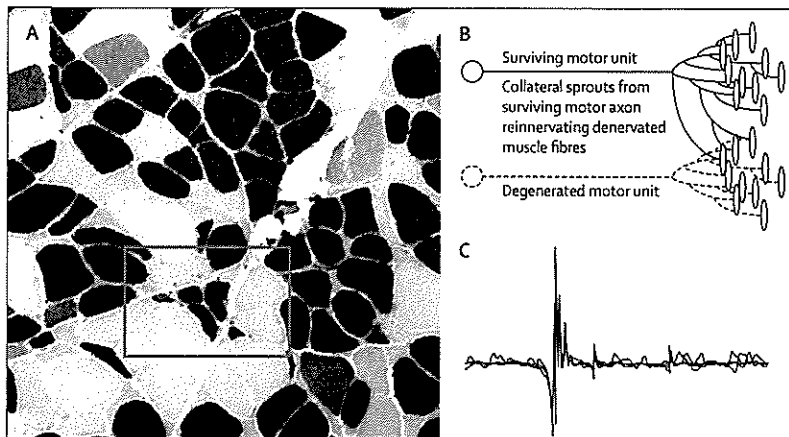 A
B
Surviving motor unit
Collateral sprouts from
surviving motor axon
reinnervating denervated
muscle fibres
Degenerated motor unit
C